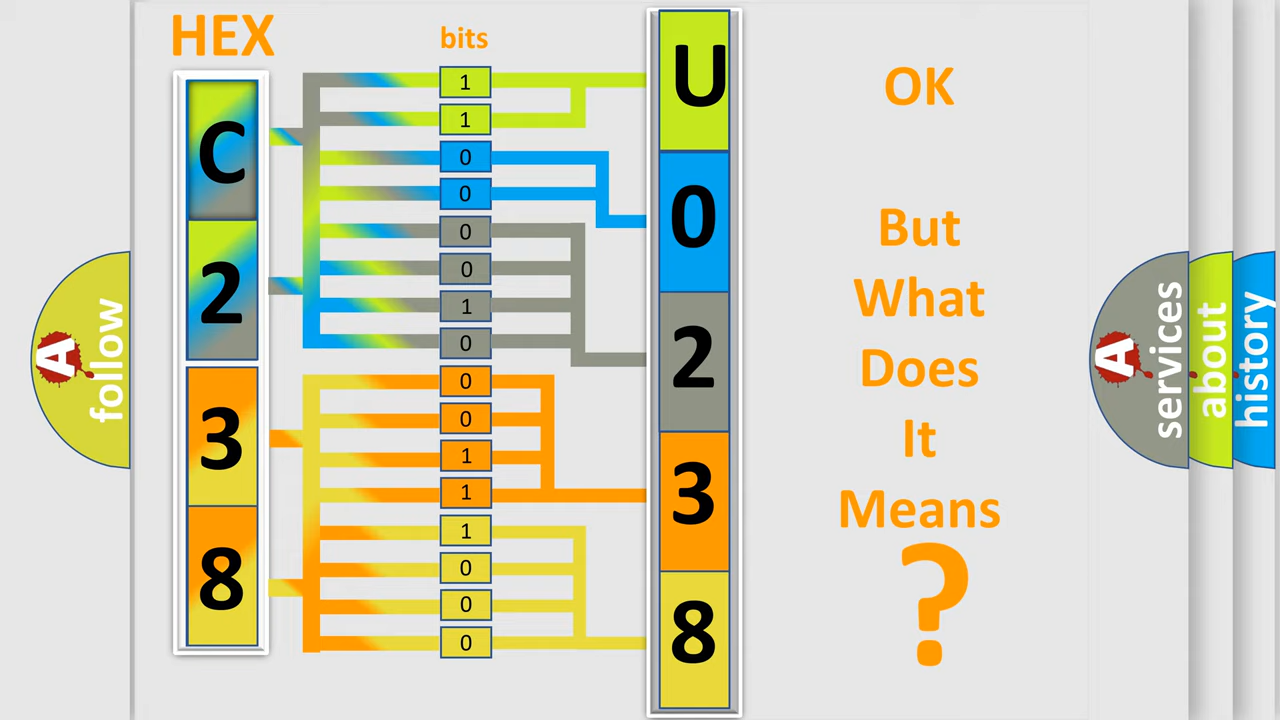 HEX
bits
C
2
3
8
1
1
0
0
0
0
1
0
0
0
1
1
1
0
0
0
U
0
2
3
8
OK
But
What
Does
It
Means
?
A
follow
A
services
about
history